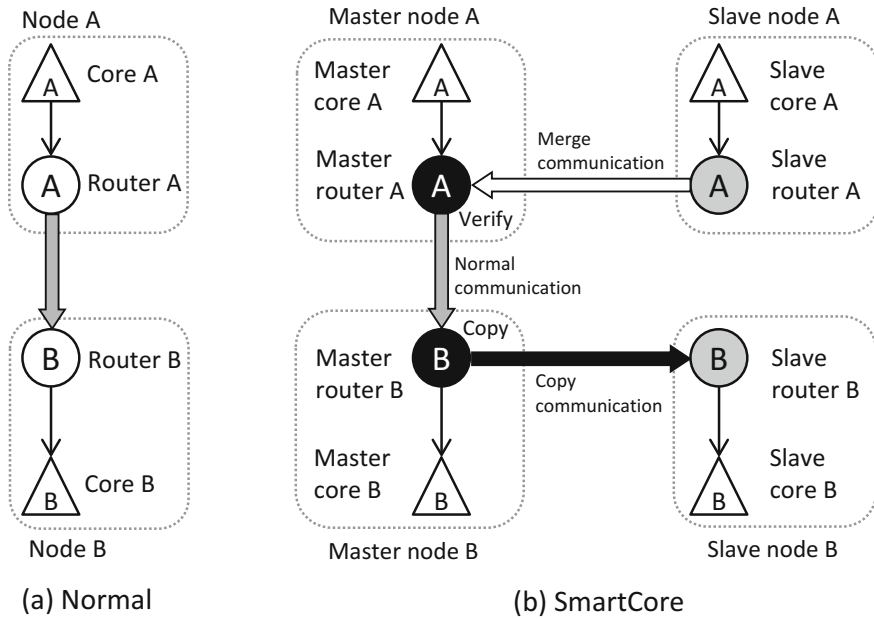 Node A
Core A
A
A
Router A
B
Router B
Core B
B
Node B
(a) Normal
Master node A
Slave node A
Master
core A
A
A
Slave
core A
Merge
communication
Master
router A
A
A
Slave
router A
Verify
Normal
communication
Copy
Master
router B
B
B
Slave
router B
Copy
communication
Master
core B
B
B
Slave
core B
Master node B
Slave node B
(b) SmartCore